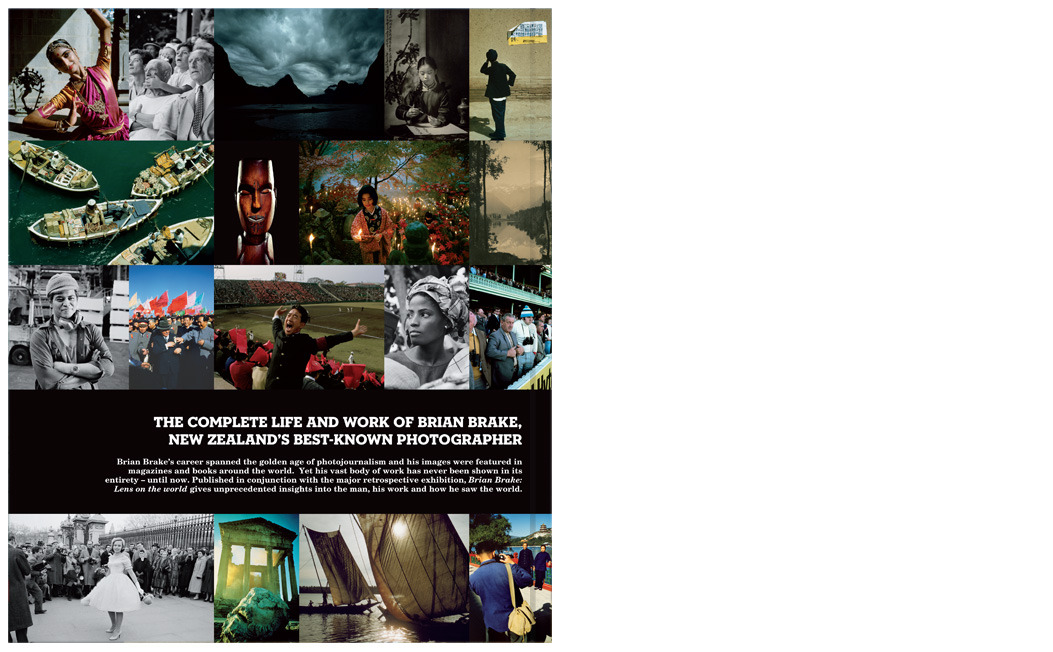 THE COMPLETE LIFE AND WORK OF BRIAN BRAKE,
NEW ZEALAND'S BEST-KNOWN PHOTOGRAPHER
Brian Brake's career spanned the golden age of photojournalism and his images were featured in
magazines and books around the world. Yet his vast body of work has never been shown in its
entirety – until now. Published in conjunction with the major retrospective exhibition, Brian Brake:
Lens on the world gives unprecedented insights into the man, his work and how he saw the world.